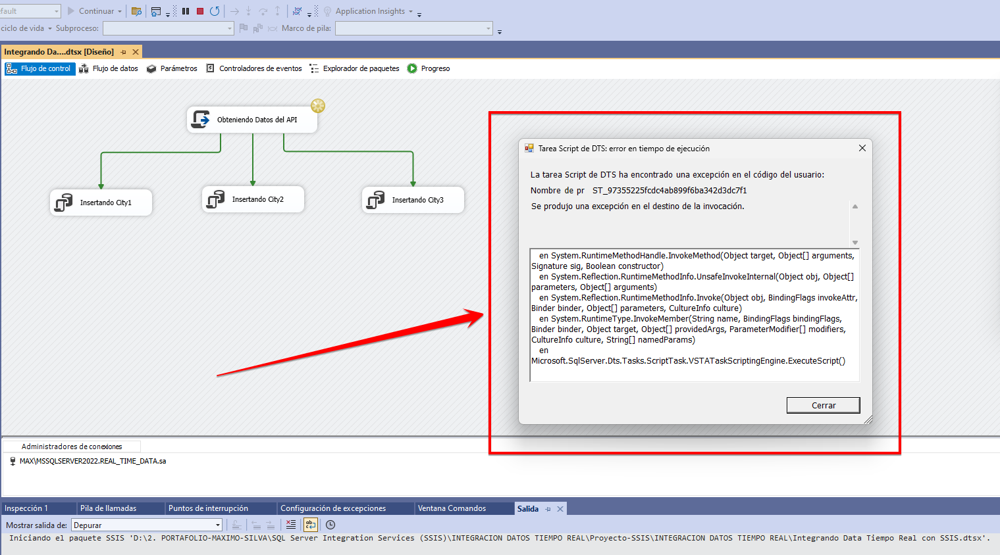 efault
Continuar
Application Insights
ciclo de vida
Subproceso:
Marco de pila:
Integrando Da....dtsx [Diseño]
Flujo de control
Flujo de datos
Parámetros
Controladores de eventos
Explorador de paquetes
Progreso
Obteniendo Datos del API
Insertando City1
Insertando City2
Insertando City3
Tarea Script de DTS: error en tiempo de ejecución
La tarea Script de DTS ha encontrado una excepción en el código del usuario:
Nombre de pr ST_97355225fcdc4ab899f6ba342d3dc7f1
Se produjo una excepción en el destino de la invocación.
en System.RuntimeMethodHandle.InvokeMethod(Object target, Object[] arguments,
Signature sig, Boolean constructor)
en System.Reflection.RuntimeMethodInfo.UnsafeInvokeInternal(Object obj, Object[]
parameters, Object[] arguments)
en System.Reflection.RuntimeMethodInfo.Invoke(Object obj, BindingFlags invokeAttr,
Binder binder, Object[] parameters, CultureInfo culture)
en System.RuntimeType.InvokeMember(String name, BindingFlags bindingFlags,
Binder binder, Object target, Object[] providedArgs, ParameterModifier[] modifiers,
CultureInfo culture, String[] namedParams)
en
Microsoft.SqlServer.Dts.Tasks.ScriptTask.VSTATaskScriptingEngine.ExecuteScript()
Cerrar
Administradores de conexiones
MAX\MSSQLSERVER2022.REAL_TIME_DATA.sa
Inspección 1
Pila de llamadas
Puntos de interrupción
Configuración de excepciones
Ventana Comandos
Salida
Mostrar salida de:
Depurar
Iniciando el paquete SSIS 'D:\2. PORTAFOLIO-MAXIMO-SILVA\SQL Server Integration Services (SSIS)\INTEGRACION DATOS TIEMPO REAL\Proyecto-SSIS\INTEGRACION DATOS TIEMPO REAL\Integrando Data Tiempo Real con SSIS.dtsx'.